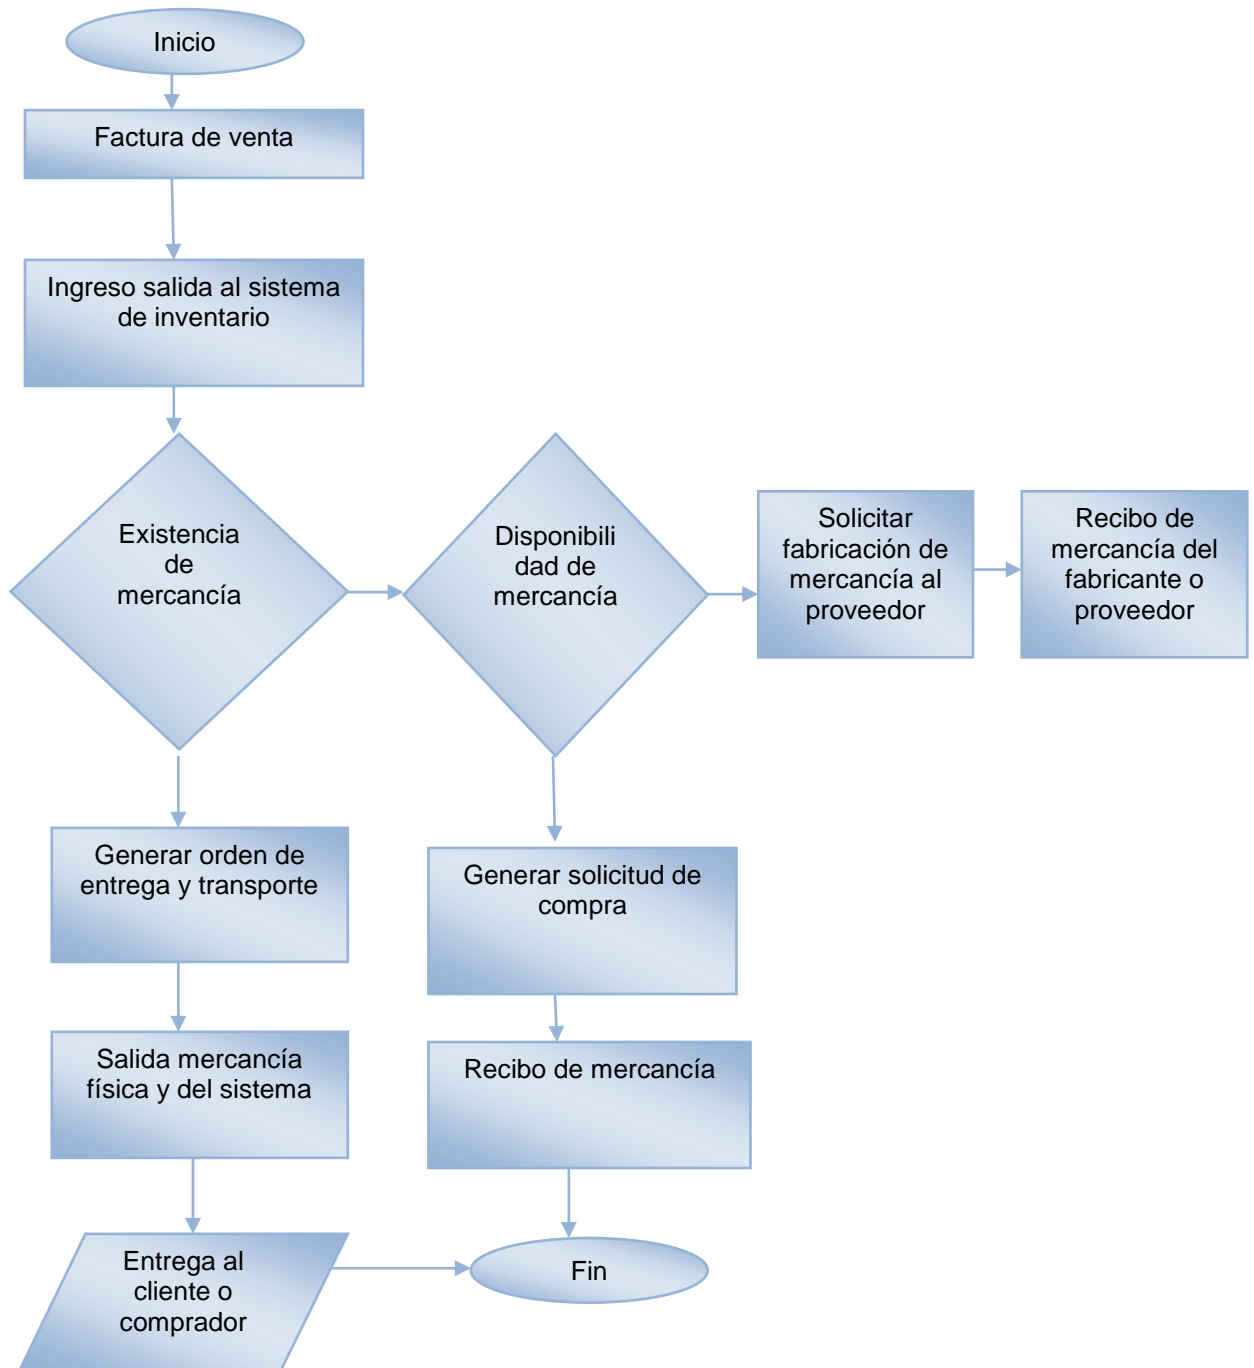 Inicio
Factura de venta
Ingreso salida al sistema
de inventario
Existencia
de
mercancía
Disponibili
dad de
mercancía
Solicitar
fabricación de
mercancía al
proveedor
Recibo de
mercancía del
fabricante o
proveedor
Generar orden de
entrega y transporte
Generar solicitud de
compra
Salida mercancía
física y del sistema
Recibo de mercancía
Entrega al
cliente o
comprador
Fin